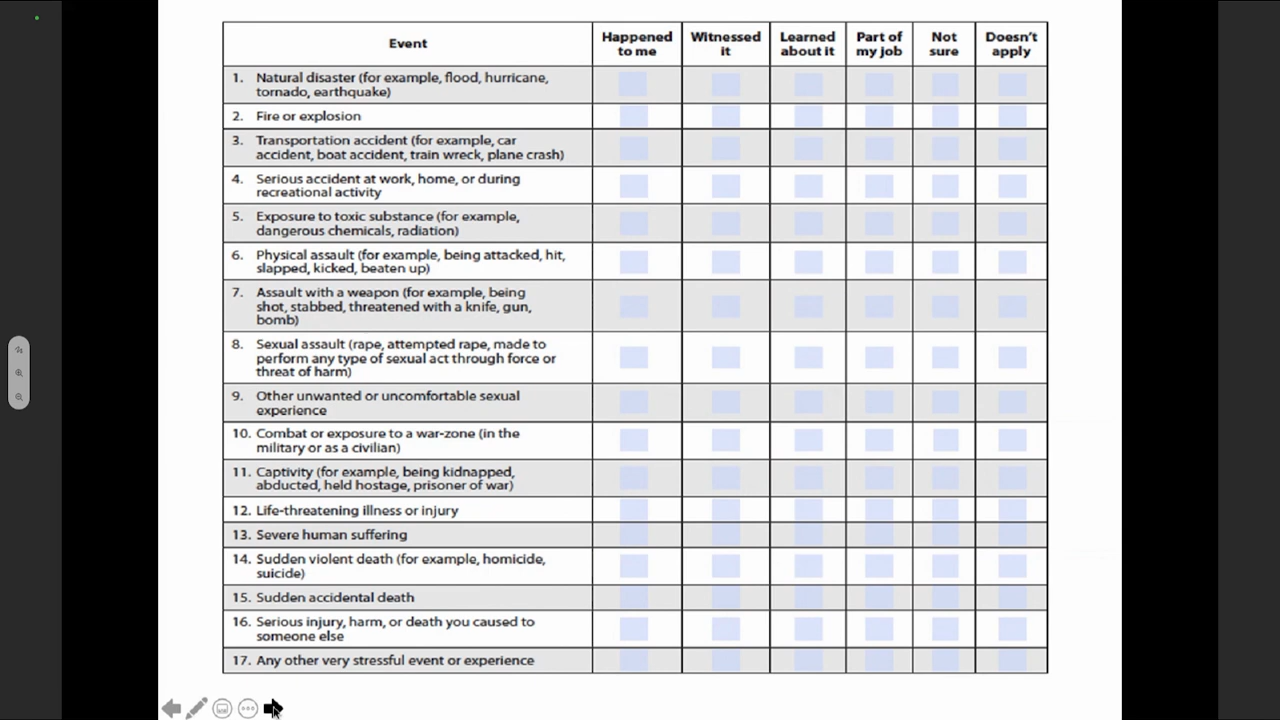 Event
Happened
to me
Witnessed
it
Learned
about it
Part of
my job
Not
sure
Doesn't
apply
1. Natural disaster (for example, flood, hurricane,
tornado, earthquake)
2. Fire or explosion
3. Transportation accident (for example, car
accident, boat accident, train wreck, plane crash)
4. Serious accident at work, home, or during
recreational activity
5. Exposure to toxic substance (for example,
dangerous chemicals, radiation)
6. Physical assault (for example, being attacked, hit,
slapped, kicked, beaten up)
7. Assault with a weapon (for example, being
shot, stabbed, threatened with a knife, gun,
bomb)
8. Sexual assault (rape, attempted rape, made to
perform any type of sexual act through force or
threat of harm)
9. Other unwanted or uncomfortable sexual
experience
10. Combat or exposure to a war-zone (in the
military or as a civilian)
11. Captivity (for example, being kidnapped,
abducted, held hostage, prisoner of war)
12. Life-threatening illness or injury
13. Severe human suffering
14. Sudden violent death (for example, homicide,
suicide)
15. Sudden accidental death
16. Serious injury, harm, or death you caused to
someone else
17. Any other very stressful event or experience